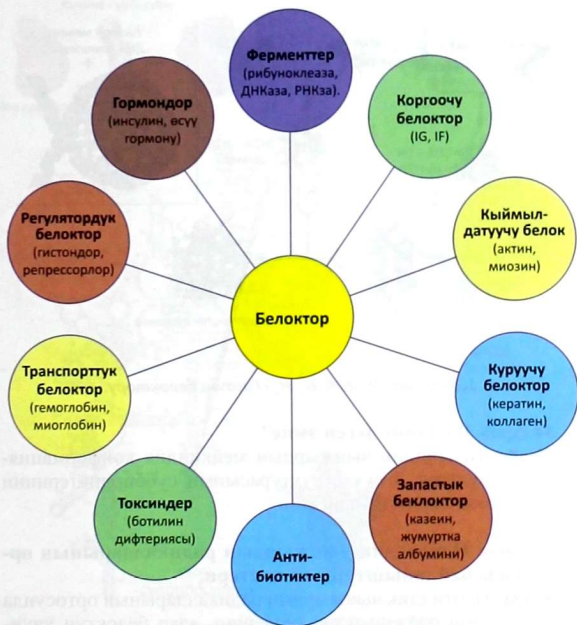 Ферменттер
(рибунoклеаза,
ДНКаза, РНКза).
Коргоочу
белоктор
(IG, IF)
Кыймыл-
датуучу белок
(актин,
миозин)
Куруучу
белоктор
(кератин,
коллаген)
Запастык
беклоктор
(казеин,
жумуртка
албумини)
Анти-
биотиктер
Токсиндер
(ботилин
дифтериясы)
Транспорттук
белоктор
(гемоглобин,
миоглобин)
Регулятордук
белоктор
(гистондор,
репрессорлор)
Гормондор
(инсулин, өсүү
гормону)
Белоктор